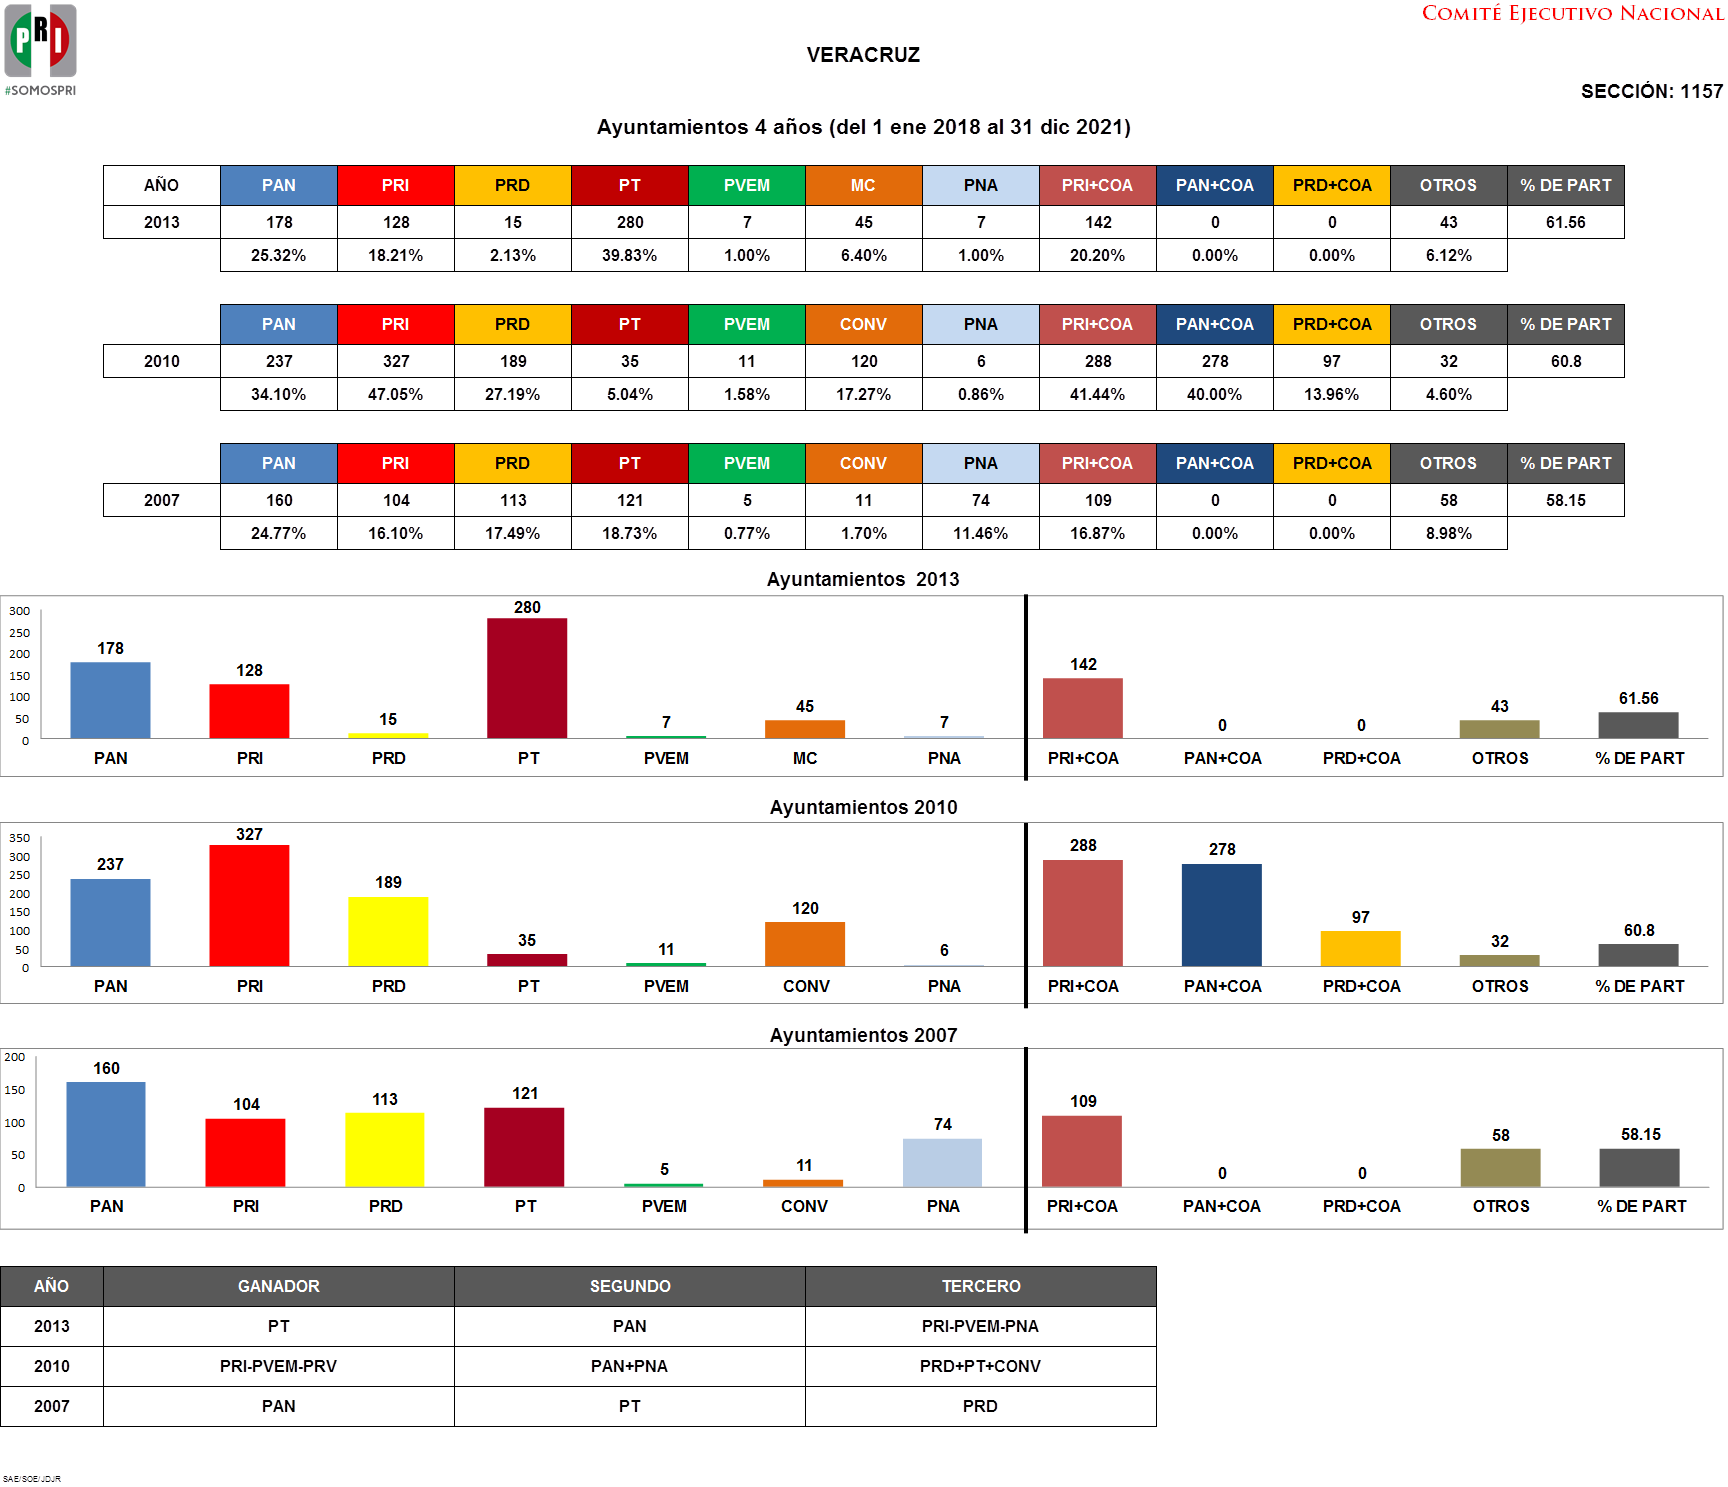 PRI
#SOMOSPRI
COMITÉ EJECUTIVO NACIONAL
VERACRUZ
SECCIÓN: 1157
Ayuntamientos 4 años (del 1 ene 2018 al 31 dic 2021)
AÑO PAN PRI PRD PT PVEM MC PNA PRI+COA PAN+COA PRD+COA OTROS % DE PART
2013 178 128 15 280 7 45 7 142 0 0 43 61.56
25.32% 18.21% 2.13% 39.83% 1.00% 6.40% 1.00% 20.20% 0.00% 0.00% 6.12%
PAN PRI PRD PT PVEM CONV PNA PRI+COA PAN+COA PRD+COA OTROS % DE PART
2010 237 327 189 35 11 120 6 288 278 97 32 60.8
34.10% 47.05% 27.19% 5.04% 1.58% 17.27% 0.86% 41.44% 40.00% 13.96% 4.60%
PAN PRI PRD PT PVEM CONV PNA PRI+COA PAN+COA PRD+COA OTROS % DE PART
2007 160 104 113 121 5 11 74 109 0 0 58 58.15
24.77% 16.10% 17.49% 18.73% 0.77% 1.70% 11.46% 16.87% 0.00% 0.00% 8.98%
Ayuntamientos 2013
300
250
200
150
100
50
0
178 128 15 280 7 45 7 142 0 0 43 61.56
PAN PRI PRD PT PVEM MC PNA PRI+COA PAN+COA PRD+COA OTROS % DE PART
Ayuntamientos 2010
350
300
250
200
150
100
50
0
237 327 189 35 11 120 6 288 278 97 32 60.8
PAN PRI PRD PT PVEM CONV PNA PRI+COA PAN+COA PRD+COA OTROS % DE PART
Ayuntamientos 2007
200
150
100
50
0
160 104 113 121 5 11 74 109 0 0 58 58.15
PAN PRI PRD PT PVEM CONV PNA PRI+COA PAN+COA PRD+COA OTROS % DE PART
AÑO GANADOR SEGUNDO TERCERO
2013 PT PAN PRI-PVEM-PNA
2010 PRI-PVEM-PRV PAN+PNA PRD+PT+CONV
2007 PAN PT PRD
SAE/SOE/JDJR